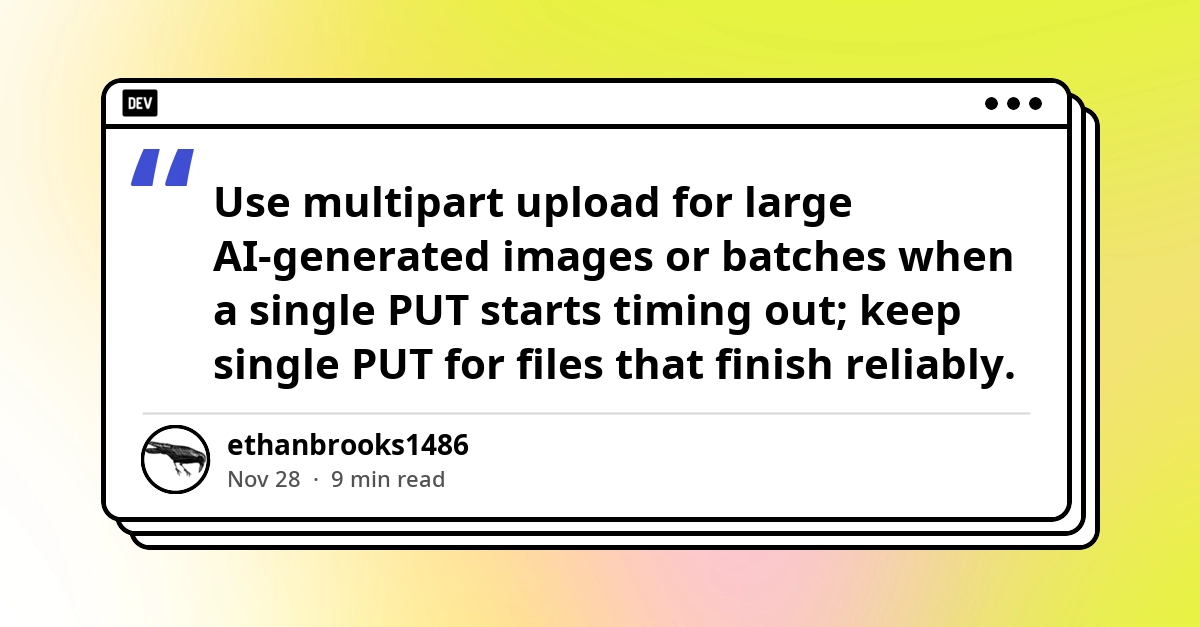 DEV
“
Use multipart upload for large
AI-generated images or batches when
a single PUT starts timing out; keep
single PUT for files that finish reliably.
ethanbrooks1486
Nov 28 · 9 min read